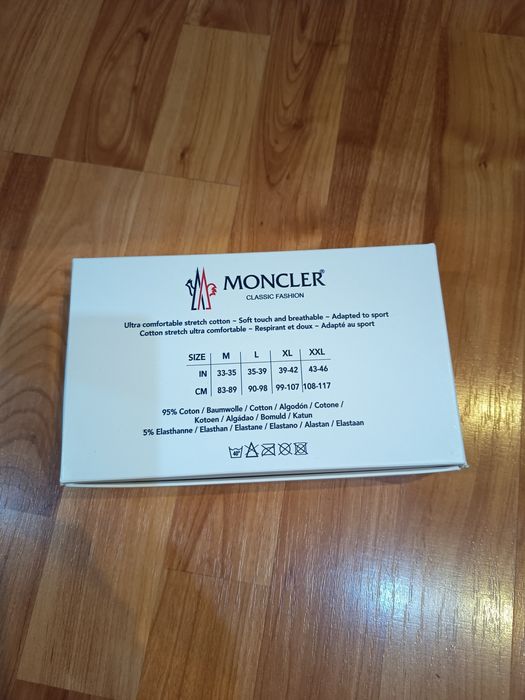 MONCLER
CLASSIC FASHION
Ultra comfortable stretch cotton ~ Soft touch and breathable ~ Adapted to sport
Cotton stretch ultra comfortable ~ Respirant et doux ~ Adapté au sport
SIZE M L XL XXL
IN 33-35 35-39 39-42 43-46
CM 83-89 90-98 99-107 108-117
95% Coton / Baumwolle / Cotton / Algodón / Cotone /
Kotoen / Algádao / Bomuld / Katun
5% Elasthanne / Elasthan / Elastane / Elastano / Alastan / Elastaan
40°